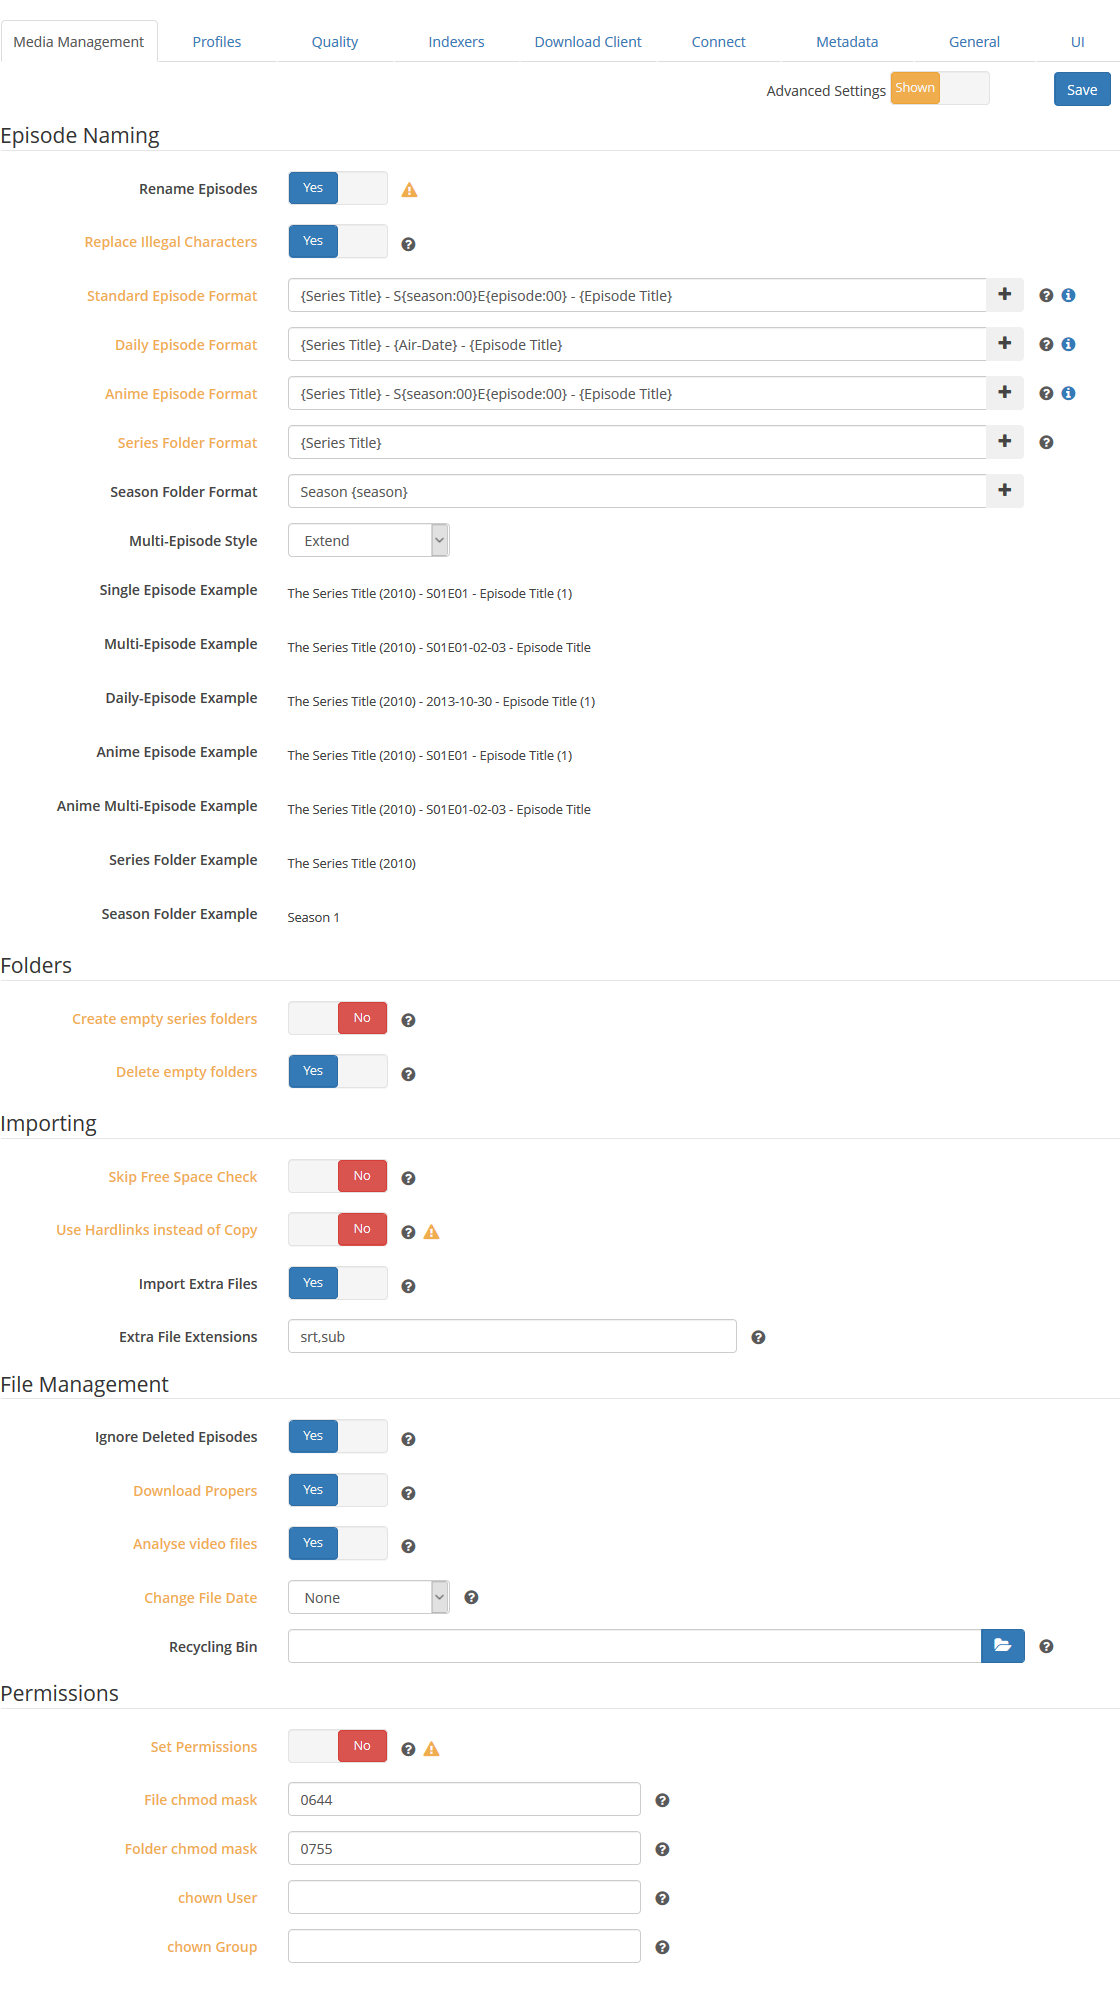 Media Management Profiles Quality Indexers Download Client Connect Metadata General UI
Advanced Settings Shown Save
Episode Naming
Rename Episodes Yes
Replace Illegal Characters Yes
Standard Episode Format {Series Title} - S{season:00}E{episode:00} - {Episode Title}
Daily Episode Format {Series Title} - {Air-Date} - {Episode Title}
Anime Episode Format {Series Title} - S{season:00}E{episode:00} - {Episode Title}
Series Folder Format {Series Title}
Season Folder Format Season {season}
Multi-Episode Style Extend
Single Episode Example The Series Title (2010) - S01E01 - Episode Title (1)
Multi-Episode Example The Series Title (2010) - S01E01-02-03 - Episode Title
Daily-Episode Example The Series Title (2010) - 2013-10-30 - Episode Title (1)
Anime Episode Example The Series Title (2010) - S01E01 - Episode Title (1)
Anime Multi-Episode Example The Series Title (2010) - S01E01-02-03 - Episode Title
Series Folder Example The Series Title (2010)
Season Folder Example Season 1
Folders
Create empty series folders No
Delete empty folders Yes
Importing
Skip Free Space Check No
Use Hardlinks instead of Copy No
Import Extra Files Yes
Extra File Extensions srt,sub
File Management
Ignore Deleted Episodes Yes
Download Propers Yes
Analyse video files Yes
Change File Date None
Recycling Bin
Permissions
Set Permissions No
File chmod mask 0644
Folder chmod mask 0755
chown User
chown Group